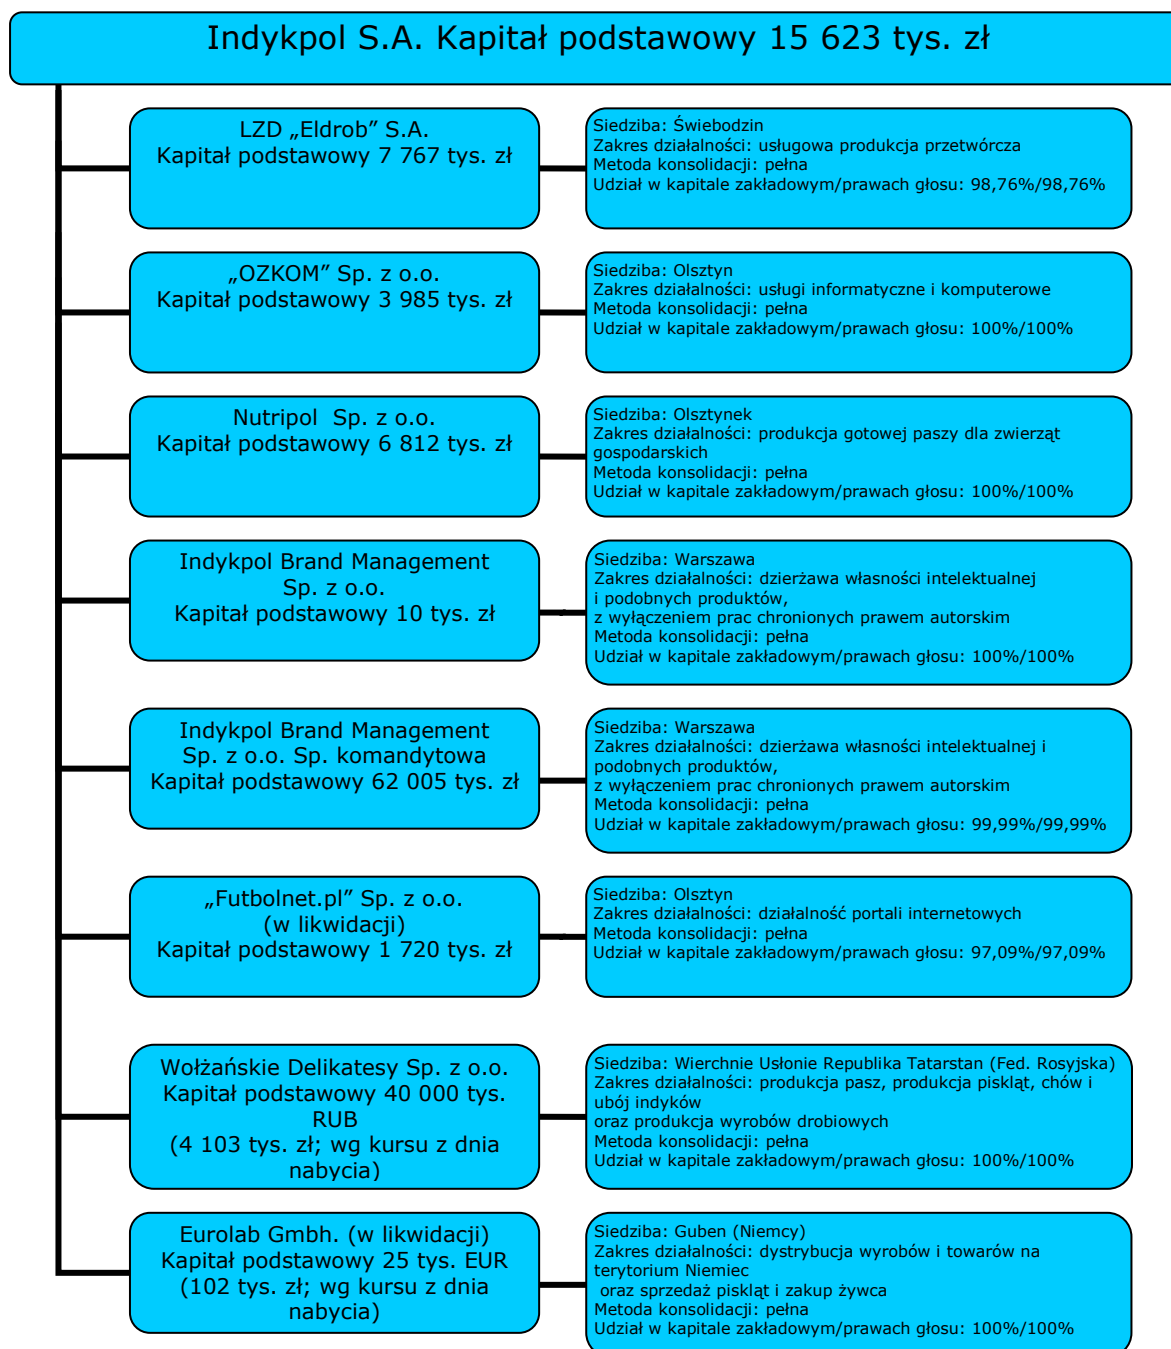 Indykpol S.A. Kapitał podstawowy 15 623 tys. zł
LZD „Eldrob” S.A.
Kapitał podstawowy 7 767 tys. zł
Siedziba: Świebodzin
Zakres działalności: usługowa produkcja przetwórcza
Metoda konsolidacji: pełna
Udział w kapitale zakładowym/prawach głosu: 98,76%/98,76%
„OZKOM” Sp. z o.o.
Kapitał podstawowy 3 985 tys. zł
Siedziba: Olsztyn
Zakres działalności: usługi informatyczne i komputerowe
Metoda konsolidacji: pełna
Udział w kapitale zakładowym/prawach głosu: 100%/100%
Nutripol Sp. z o.o.
Kapitał podstawowy 6 812 tys. zł
Siedziba: Olsztynek
Zakres działalności: produkcja gotowej paszy dla zwierząt
gospodarskich
Metoda konsolidacji: pełna
Udział w kapitale zakładowym/prawach głosu: 100%/100%
Indykpol Brand Management
Sp. z o.o.
Kapitał podstawowy 10 tys. zł
Siedziba: Warszawa
Zakres działalności: dzierżawa własności intelektualnej
i podobnych produktów,
z wyłączeniem prac chronionych prawem autorskim
Metoda konsolidacji: pełna
Udział w kapitale zakładowym/prawach głosu: 100%/100%
Indykpol Brand Management
Sp. z o.o. Sp. komandytowa
Kapitał podstawowy 62 005 tys. zł
Siedziba: Warszawa
Zakres działalności: dzierżawa własności intelektualnej i
podobnych produktów,
z wyłączeniem prac chronionych prawem autorskim
Metoda konsolidacji: pełna
Udział w kapitale zakładowym/prawach głosu: 99,99%/99,99%
„Futbolnet.pl” Sp. z o.o.
(w likwidacji)
Kapitał podstawowy 1 720 tys. zł
Siedziba: Olsztyn
Zakres działalności: działalność portali internetowych
Metoda konsolidacji: pełna
Udział w kapitale zakładowym/prawach głosu: 97,09%/97,09%
Wołżańskie Delikatesy Sp. z o.o.
Kapitał podstawowy 40 000 tys.
RUB
(4 103 tys. zł; wg kursu z dnia
nabycia)
Siedziba: Wierchnie Usłonie Republika Tatarstan (Fed. Rosyjska)
Zakres działalności: produkcja pasz, produkcja piskląt, chów i
ubój indyków
oraz produkcja wyrobów drobiowych
Metoda konsolidacji: pełna
Udział w kapitale zakładowym/prawach głosu: 100%/100%
Eurolab Gmbh. (w likwidacji)
Kapitał podstawowy 25 tys. EUR
(102 tys. zł; wg kursu z dnia
nabycia)
Siedziba: Guben (Niemcy)
Zakres działalności: dystrybucja wyrobów i towarów na
terytorium Niemiec
oraz sprzedaż piskląt i zakup żywca
Metoda konsolidacji: pełna
Udział w kapitale zakładowym/prawach głosu: 100%/100%